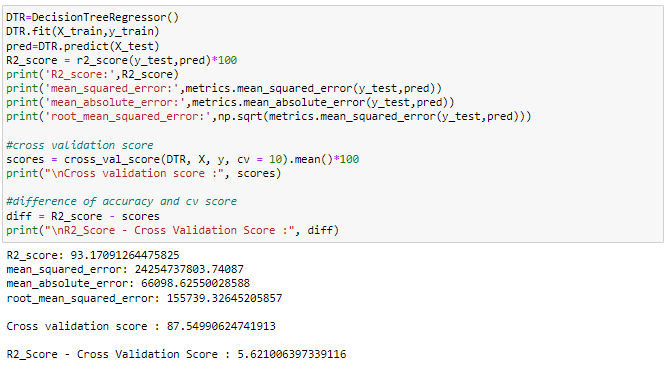 DTR=DecisionTreeRegressor()
DTR.fit(X_train,y_train)
pred=DTR.predict(X_test)
R2_score = r2_score(y_test,pred)*100
print('R2_score:',R2_score)
print('mean_squared_error:',metrics.mean_squared_error(y_test,pred))
print('mean_absolute_error:',metrics.mean_absolute_error(y_test,pred))
print('root_mean_squared_error:',np.sqrt(metrics.mean_squared_error(y_test,pred)))
#cross validation score
scores = cross_val_score(DTR, X, y, cv = 10).mean()*100
print("\nCross validation score :", scores)
#difference of accuracy and cv score
diff = R2_score - scores
print("\nR2_Score - Cross Validation Score :", diff)
R2_score: 93.17091264475825
mean_squared_error: 24254737803.74087
mean_absolute_error: 66098.62550028588
root_mean_squared_error: 155739.32645205857
Cross validation score : 87.54990624741913
R2_Score - Cross Validation Score : 5.621006397339116